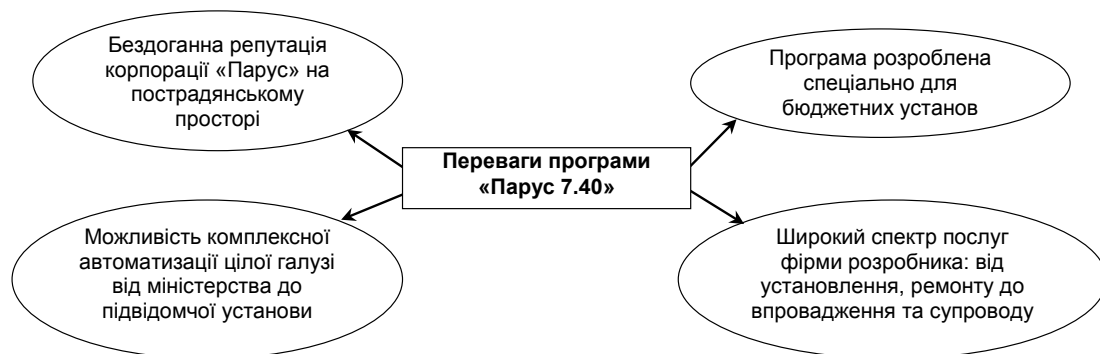 Бездоганна репутація
корпорації «Парус» на
пострадянському
просторі
Програма розроблена
спеціально для
бюджетних установ
Переваги програми
«Парус 7.40»
Можливість комплексної
автоматизації цілої галузі
від міністерства до
підвідомчої установи
Широкий спектр послуг
фірми розробника: від
установлення, ремонту до
впровадження та супроводу